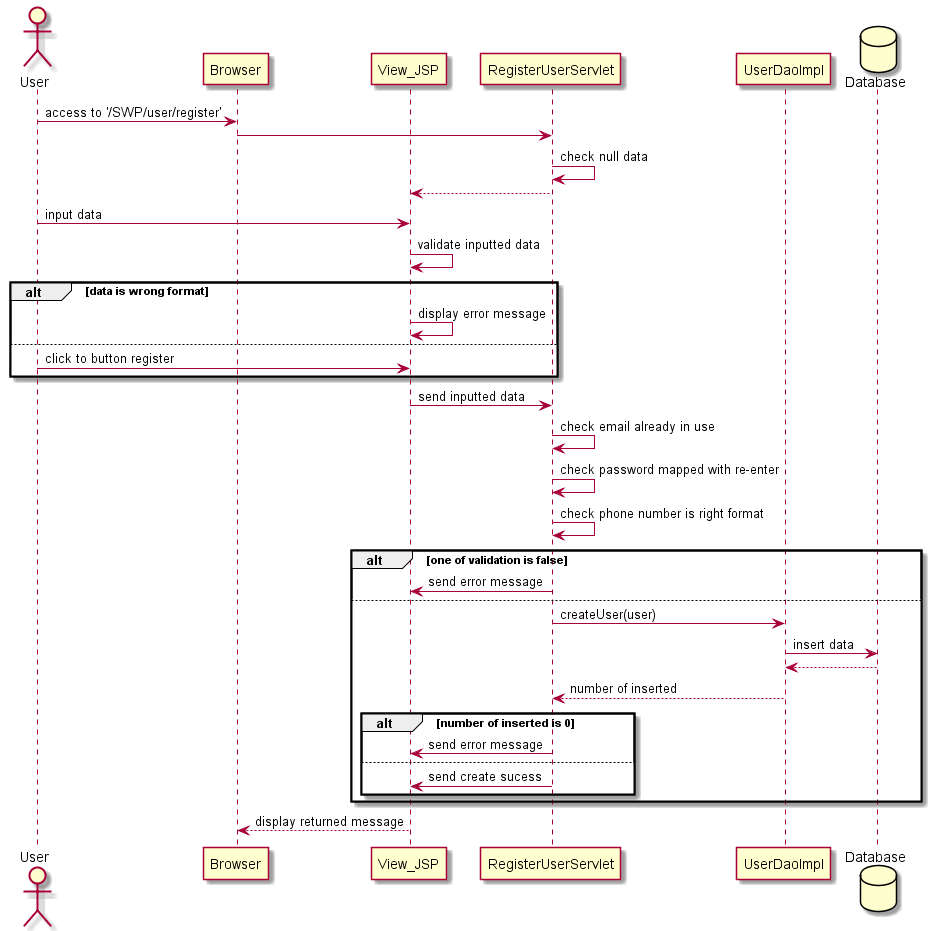 User
Browser
View_JSP
RegisterUserServlet
UserDaoImpl
Database
access to '/SWP/user/register'
check null data
input data
validate inputted data
alt [data is wrong format]
display error message
click to button register
send inputted data
check email already in use
check password mapped with re-enter
check phone number is right format
alt [one of validation is false]
send error message
createUser(user)
insert data
number of inserted
alt [number of inserted is 0]
send error message
send create sucess
display returned message
User
Browser
View_JSP
RegisterUserServlet
UserDaoImpl
Database